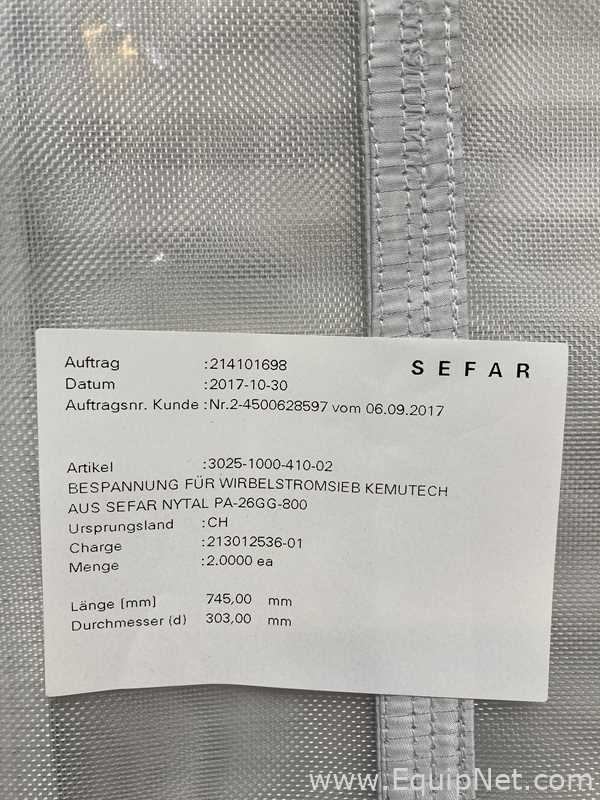 SEFAR
Auftrag :214101698
Datum :2017-10-30
Auftragsnr. Kunde :Nr.2-4500628597 vom 06.09.2017
Artikel :3025-1000-410-02
BESPANNUNG FÜR WIRBELSTROMSIEB KEMUTECH
AUS SEFAR NYTAL PA-26GG-800
Ursprungsland :CH
Charge :213012536-01
Menge :2.0000 ea
Länge [mm] 745,00 mm
Durchmesser (d) 303,00 mm
www.EquipNet.com